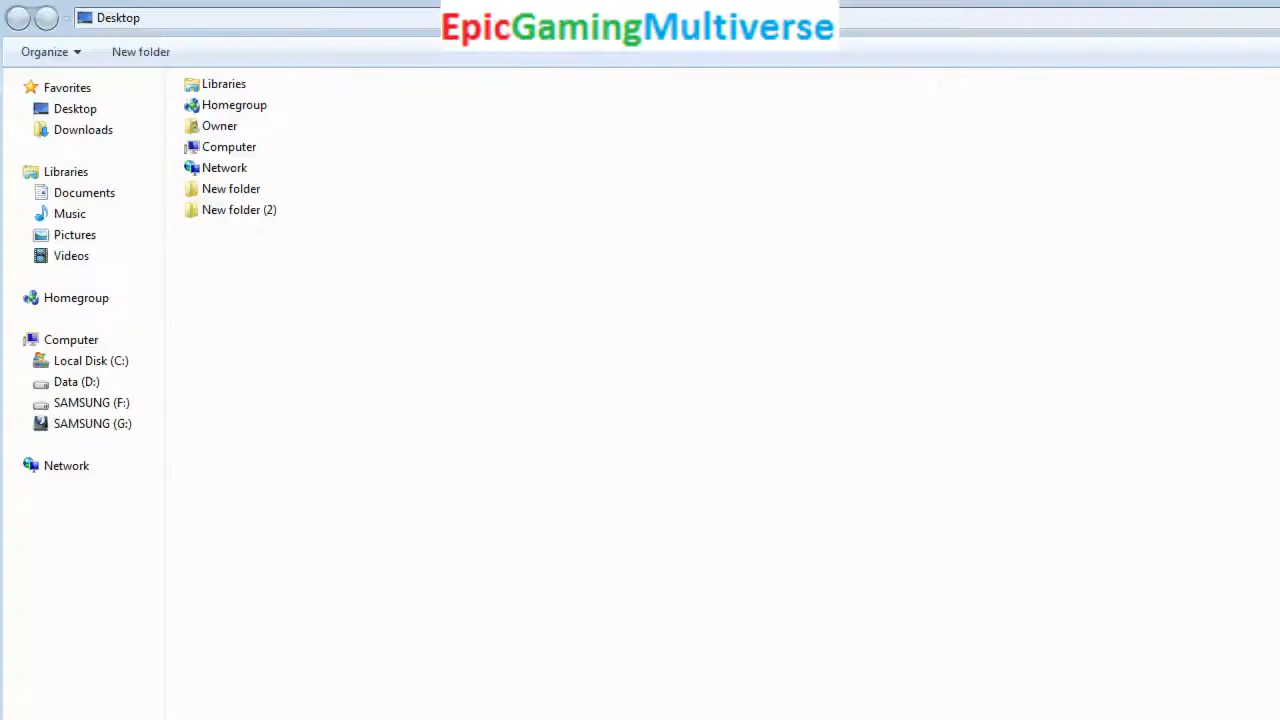 Desktop
EpicGamingMultiverse
Organize
New folder
Favorites
Desktop
Downloads
Libraries
Documents
Music
Pictures
Videos
Homegroup
Computer
Local Disk (C:)
Data (D:)
SAMSUNG (F:)
SAMSUNG (G:)
Network
Libraries
Homegroup
Owner
Computer
Network
New folder
New folder (2)